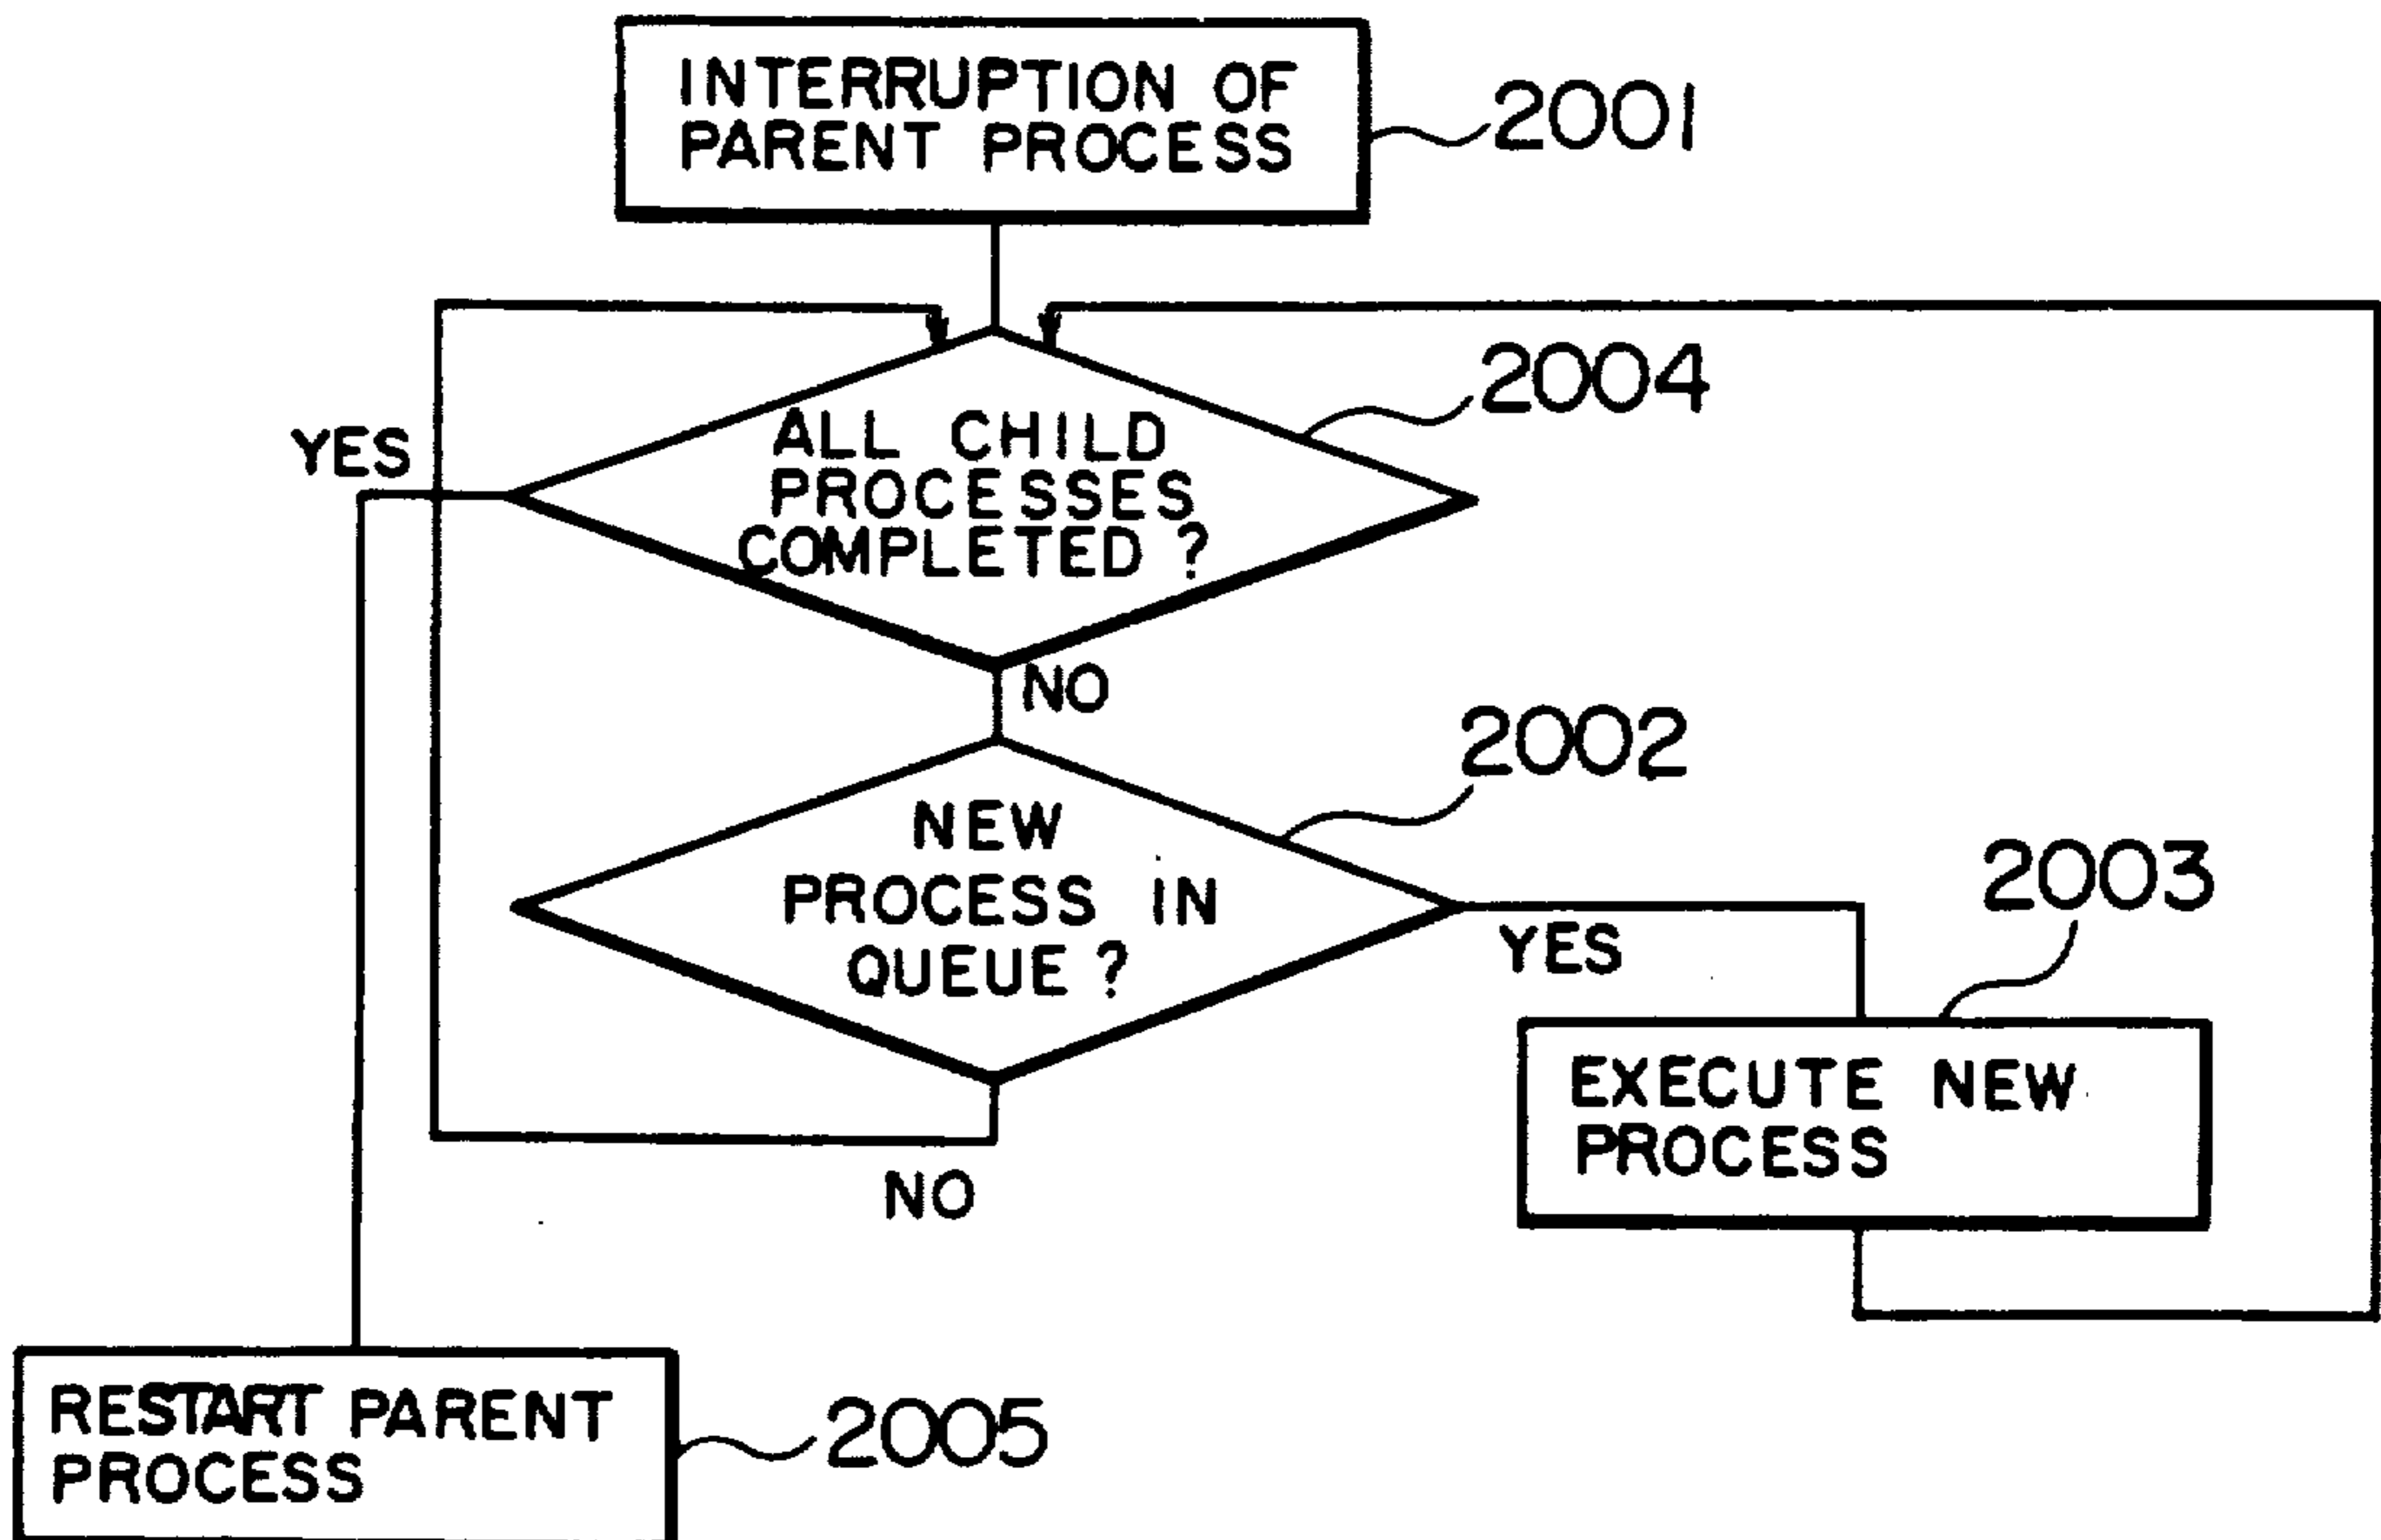 INTERRUPTION OF
PARENT PROCESS
2001
2004
YES
ALL CHILD
PROCESSES
COMPLETED ?
NO
2002
NEW
PROCESS IN
QUEUE ?
YES
2003
EXECUTE NEW
PROCESS
NO
RESTART PARENT
PROCESS
2005